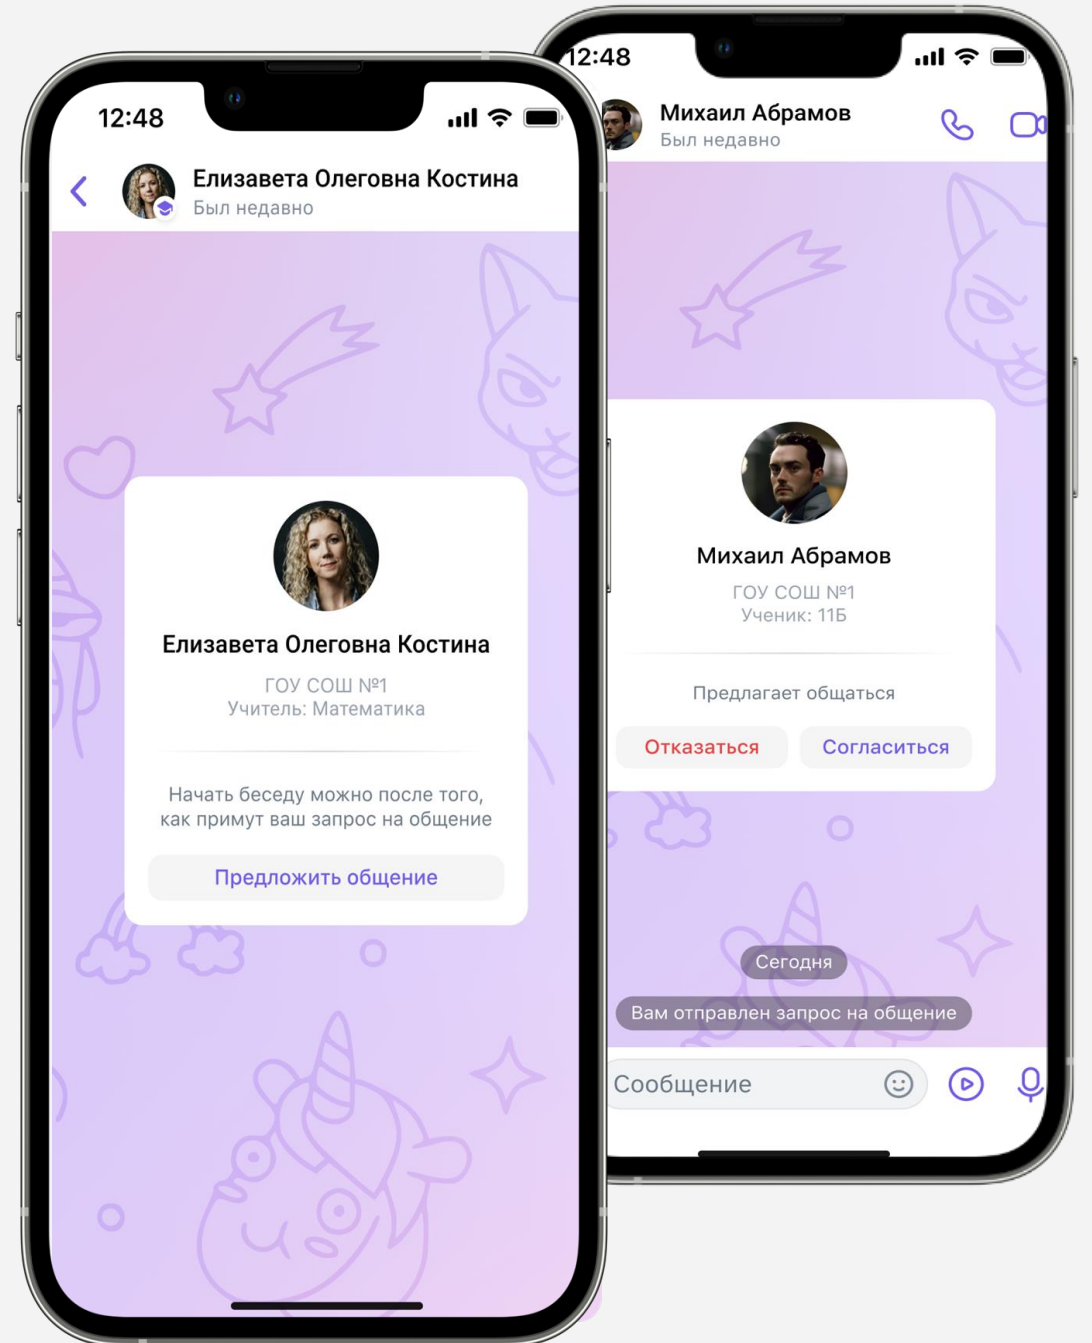 12:48
Елизавета Олеговна Костина
Был недавно
Елизавета Олеговна Костина
ГОУ СОШ №1
Учитель: Математика
Начать беседу можно после того,
как примут ваш запрос на общение
Предложить общение
12:48
Михаил Абрамов
Был недавно
Михаил Абрамов
ГОУ СОШ №1
Ученик: 11Б
Предлагает общаться
Отказаться
Согласиться
Сегодня
Вам отправлен запрос на общение
Сообщение